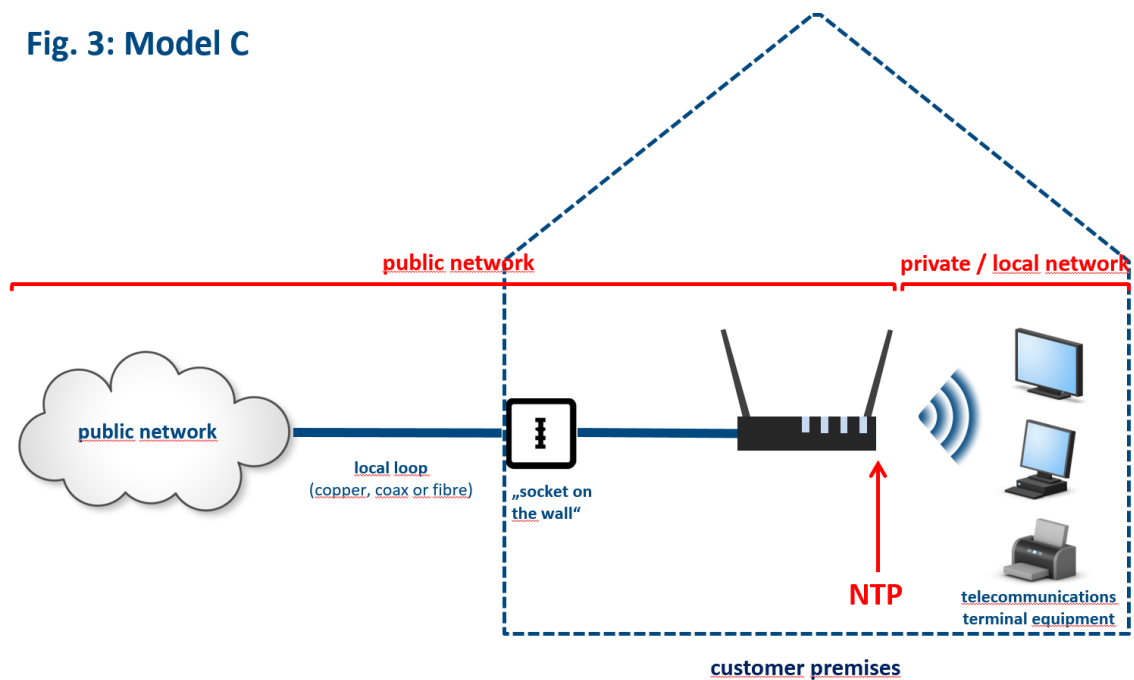 Fig. 3: Model C
public network
private / local network
public network
local loop
(copper, coax or fibre)
„socket on
the wall“
NTP
telecommunications
terminal equipment
customer premises